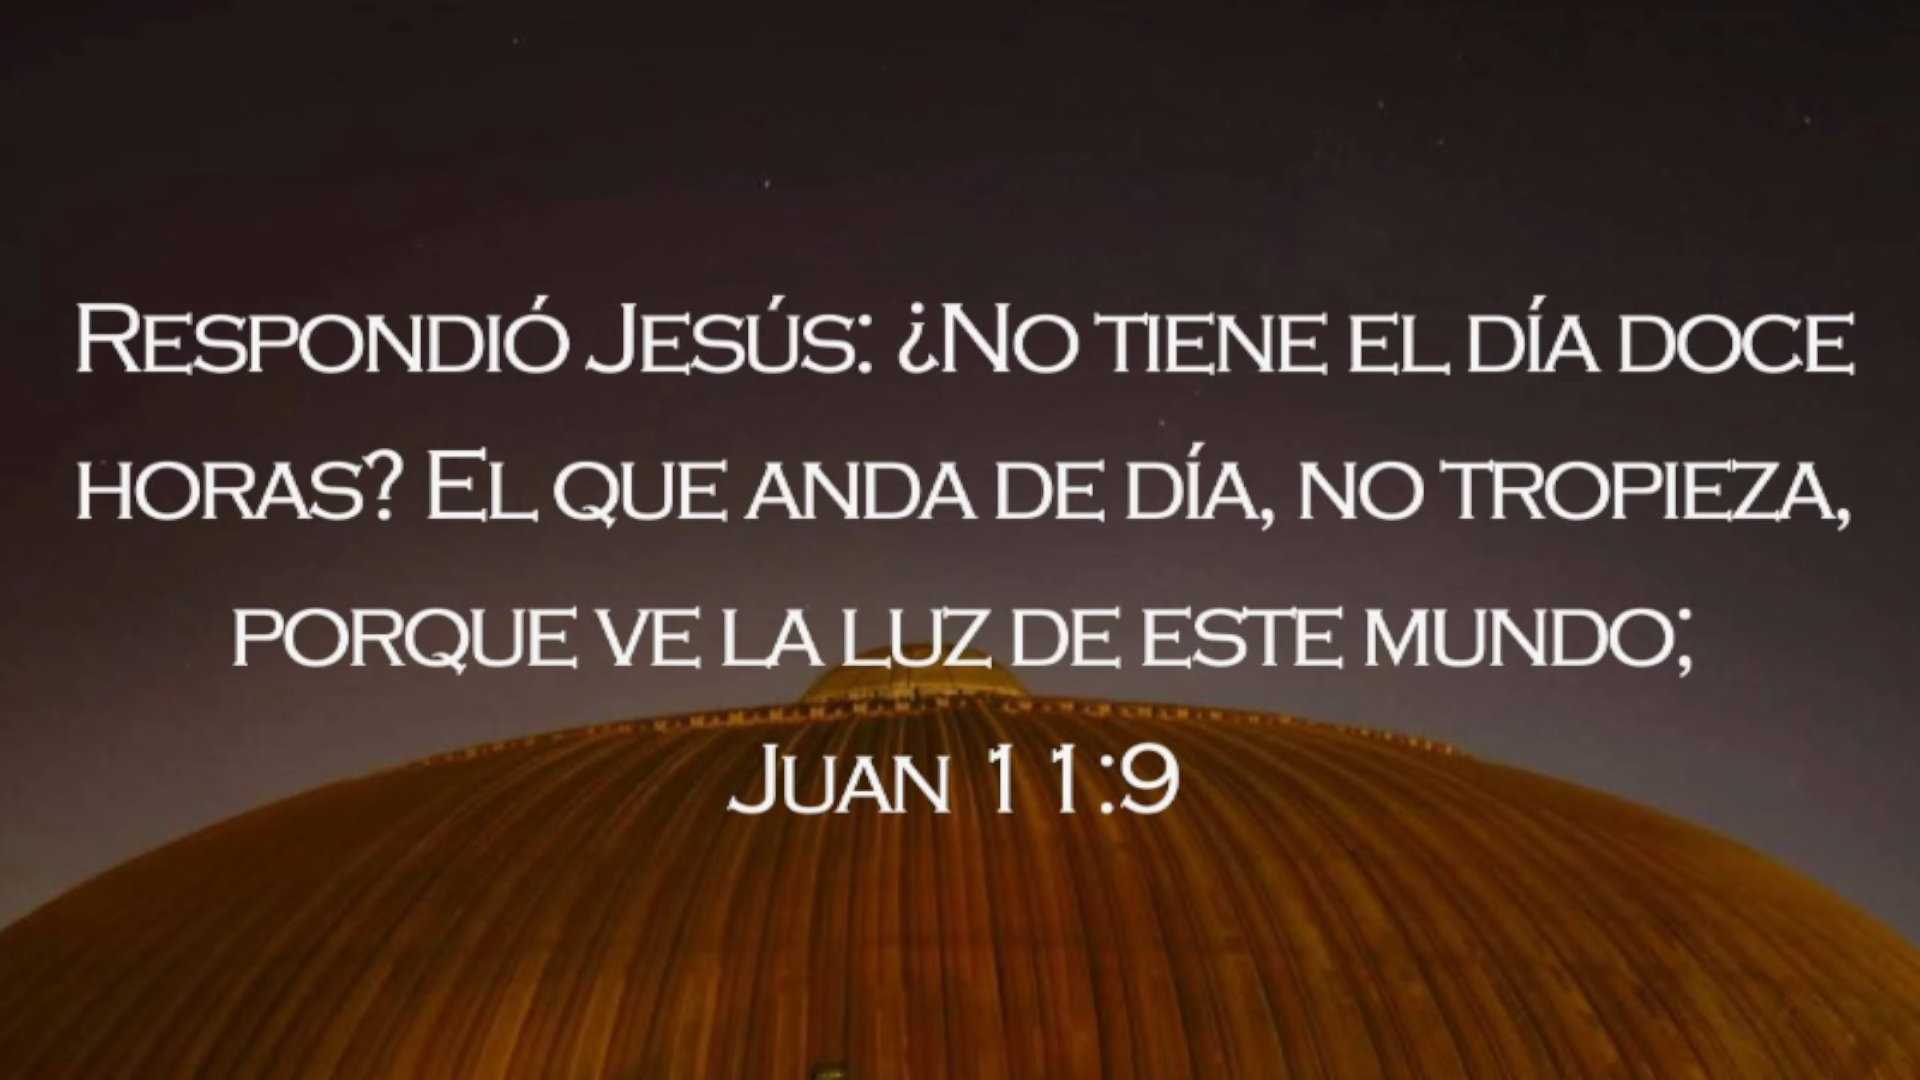 Respondió Jesús: ¿No tiene el día doce
horas? El que anda de día, no tropieza,
porque ve la luz de este mundo;
Juan 11:9